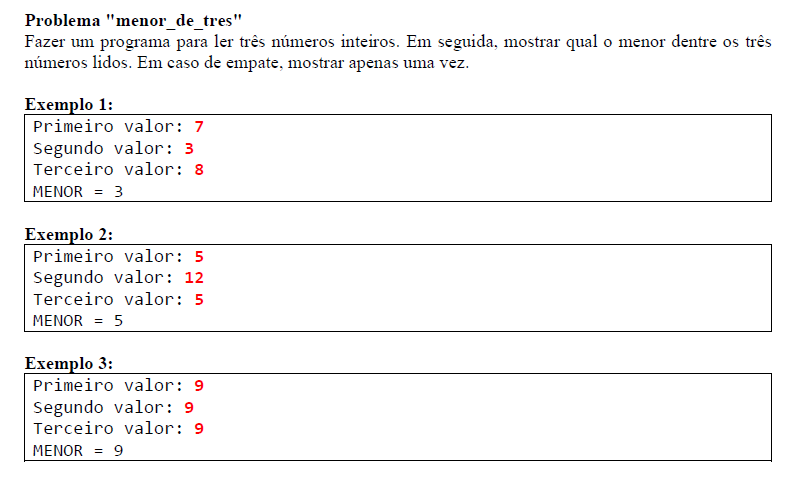 Problema "menor_de_tres"
Fazer um programa para ler três números inteiros. Em seguida, mostrar qual o menor dentre os três
números lidos. Em caso de empate, mostrar apenas uma vez.
Exemplo 1:
Primeiro valor: 7
Segundo valor: 3
Terceiro valor: 8
MENOR = 3
Exemplo 2:
Primeiro valor: 5
Segundo valor: 12
Terceiro valor: 5
MENOR = 5
Exemplo 3:
Primeiro valor: 9
Segundo valor: 9
Terceiro valor: 9
MENOR = 9